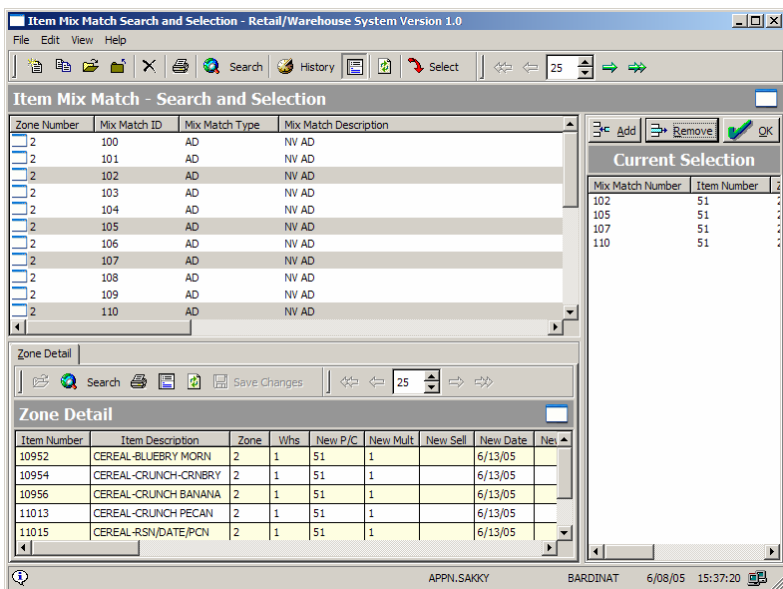 Item Mix Match Search and Selection - Retail/Warehouse System Version 1.0
File Edit View Help
Search History Select 25
Item Mix Match - Search and Selection
Zone Number Mix Match ID Mix Match Type Mix Match Description
2 100 AD NV AD
2 101 AD NV AD
2 102 AD NV AD
2 103 AD NV AD
2 104 AD NV AD
2 105 AD NV AD
2 106 AD NV AD
2 107 AD NV AD
2 108 AD NV AD
2 109 AD NV AD
2 110 AD NV AD
Add Remove OK
Current Selection
Mix Match Number Item Number
102 51
105 51
107 51
110 51
Zone Detail
Search Save Changes 25
Zone Detail
Item Number Item Description Zone Whs New P/C New Mult New Sell New Date
10952 CEREAL-BLUEBRY MORN 2 1 51 1 6/13/05
10954 CEREAL-CRUNCH-CRNBRY 2 1 51 1 6/13/05
10956 CEREAL-CRUNCH BANANA 2 1 51 1 6/13/05
11013 CEREAL-CRUNCH PECAN 2 1 51 1 6/13/05
11015 CEREAL-RSN/DATE/PCN 2 1 51 1 6/13/05
APPN.SAKKY BARDINAT 6/08/05 15:37:20